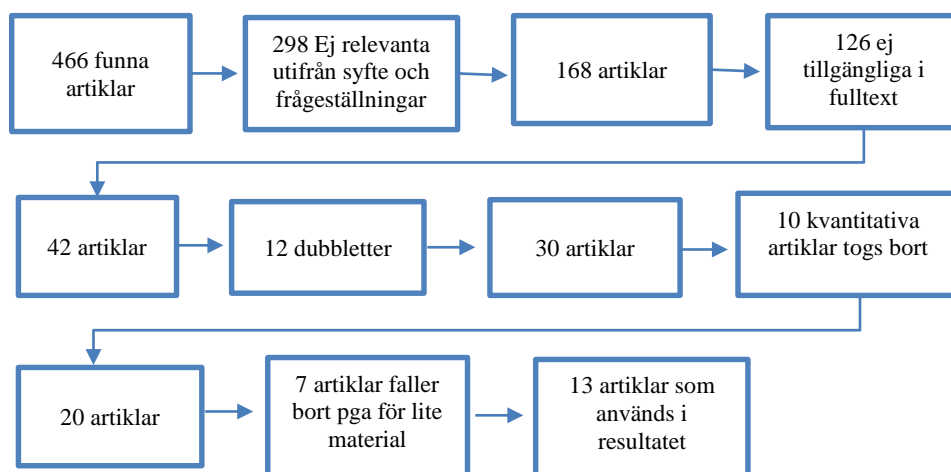 466 funna
artiklar
298 Ej relevanta
utifrån syfte och
frågeställningar
168 artiklar
126 ej
tillgängliga i
fulltext
42 artiklar
12 dubbletter
30 artiklar
10 kvantitativa
artiklar togs bort
20 artiklar
7 artiklar faller
bort pga för lite
material
13 artiklar som
används i
resultatet